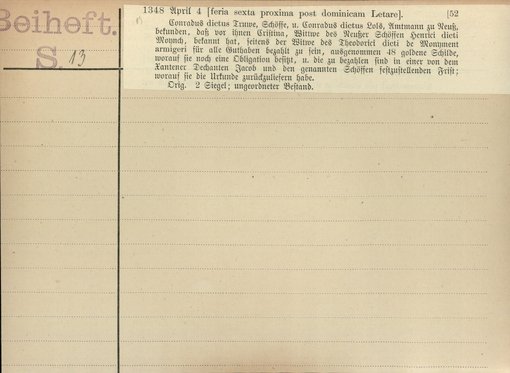 Beiheft.
S. 13
1348 April 4 [feria sexta proxima post dominicam Letare]. [52
Conradus dictus Truwe, Schöffe, u. Conradus dictus Lols, Amtmann zu Neuß,
bekunden, daß vor ihnen Cristina, Wittwe des Neußer Schöffen Henrici dicti
Moynch, bekannt hat, seitens der Witwe des Theodorici dicti de Monyment
armigeri für alle Guthaben bezahlt zu sein, ausgenommen 48 goldene Schilde,
worauf sie noch eine Obligation besitzt, u. die zu bezahlen sind in einer von dem
Xantener Dechanten Jacob und den genannten Schöffen festzustellenden Frist;
worauf sie die Urkunde zurückzuliefern habe.
Orig. 2 Siegel; ungeordneter Bestand.